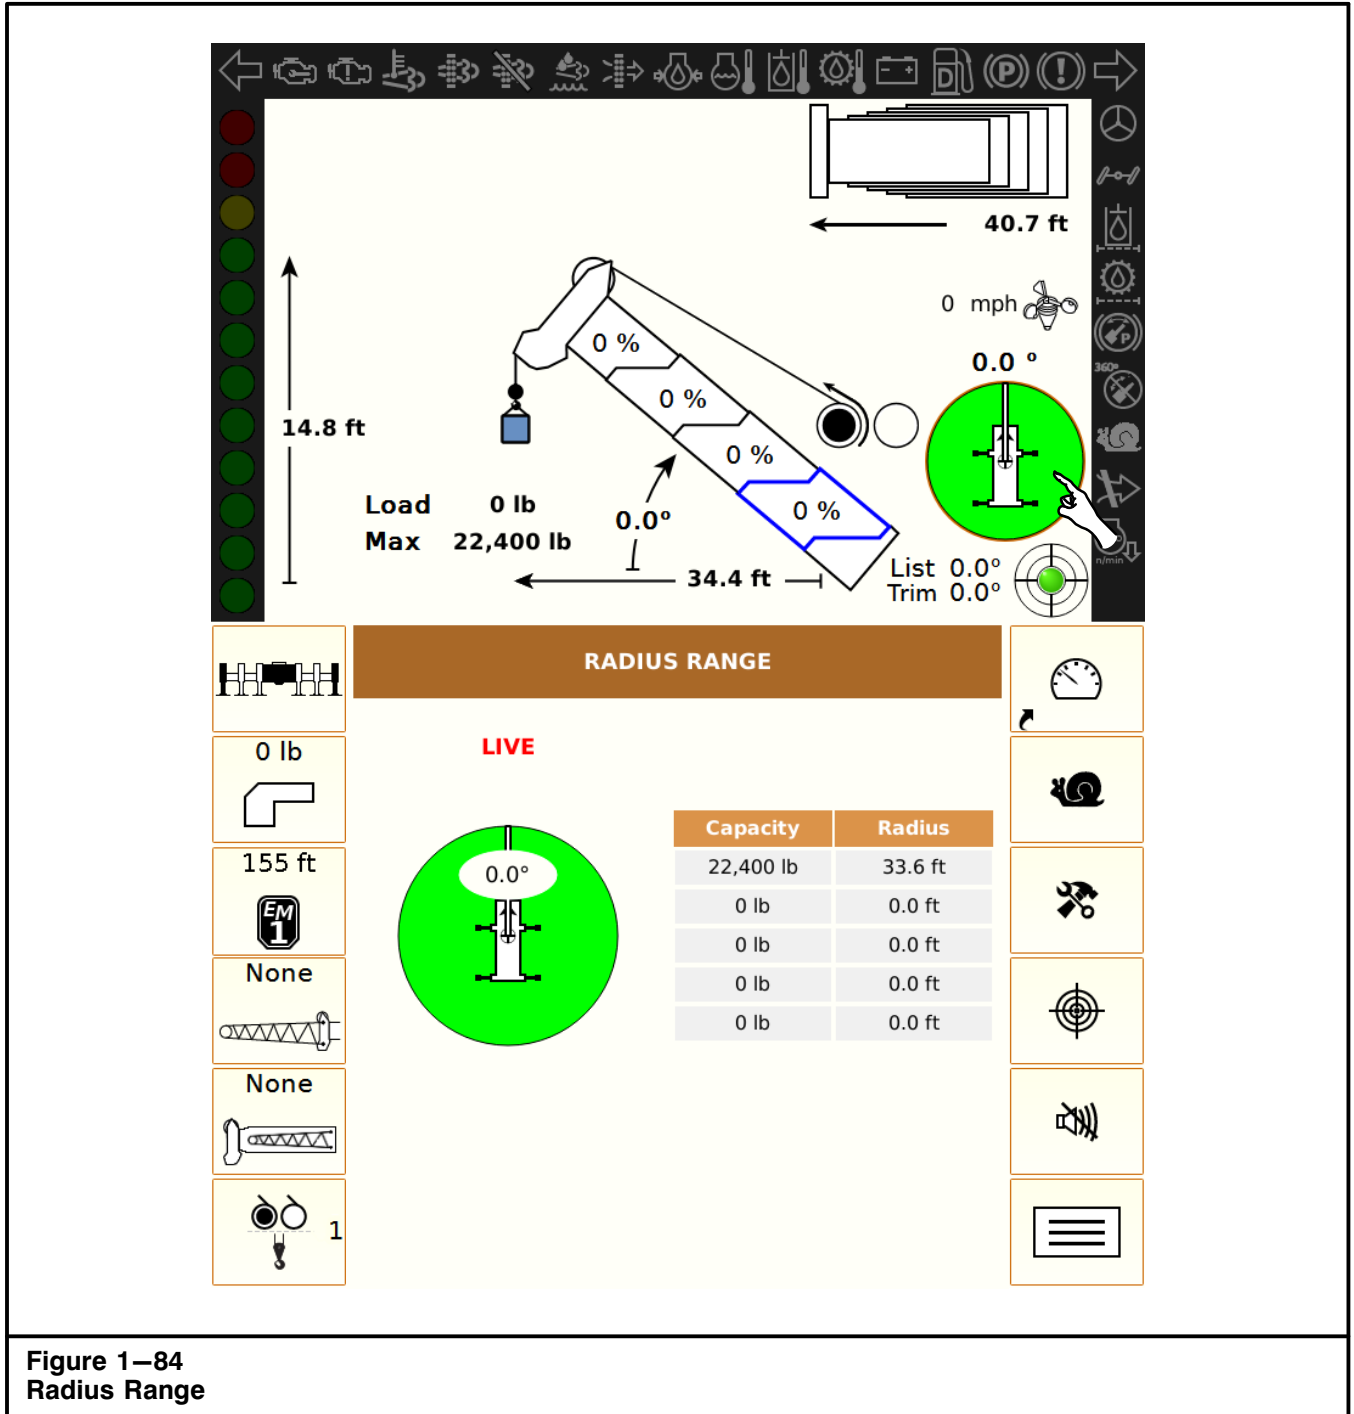 D
P
!
40.7 ft
0 mph
P
0.0 º
360º
0 %
0 %
14.8 ft
0 %
Load 0 lb
0 %
0.0º
Max 22,400 lb
n/min
34.4 ft
List 0.0º
Trim 0.0º
RADIUS RANGE
LIVE
0 lb
155 ft
EM
1
None
None
1
0.0°
Capacity Radius
22,400 lb 33.6 ft
0 lb 0.0 ft
0 lb 0.0 ft
0 lb 0.0 ft
0 lb 0.0 ft
Figure 1—84
Radius Range